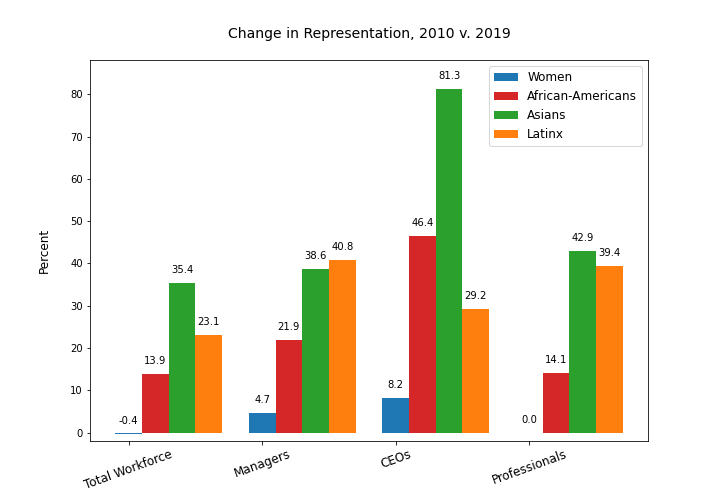 Change in Representation, 2010 v. 2019
Women
African-Americans
Asians
Latinx
Percent
80
70
60
50
40
30
20
10
0
-0.4
13.9
35.4
23.1
4.7
21.9
38.6
40.8
8.2
46.4
81.3
29.2
0.0
14.1
42.9
39.4
Total Workforce
Managers
CEOs
Professionals